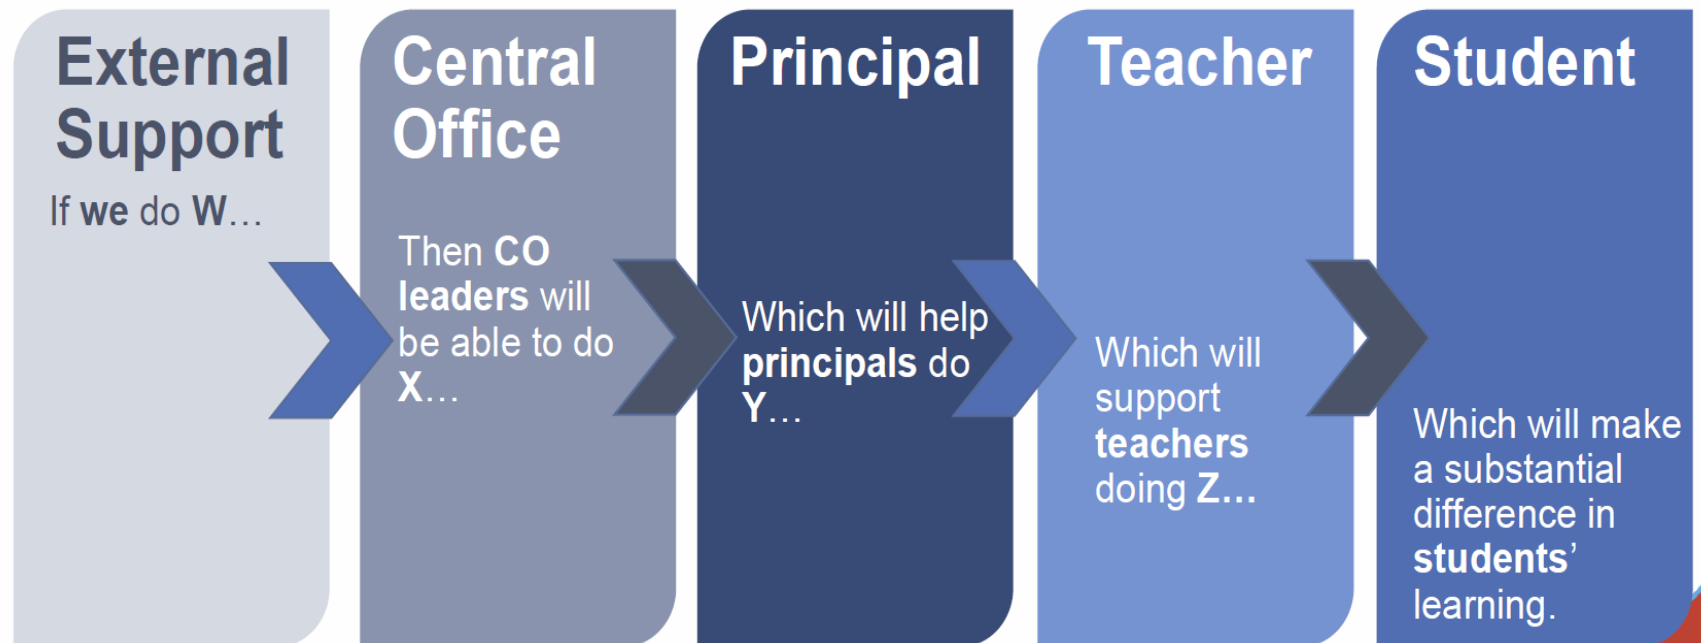 External
Support
If we do W…
Central
Office
Then CO
leaders will
be able to do
X…
Principal
Which will help
principals do
Y…
Teacher
Which will
support
teachers
doing Z…
Student
Which will make
a substantial
difference in
students’
learning.